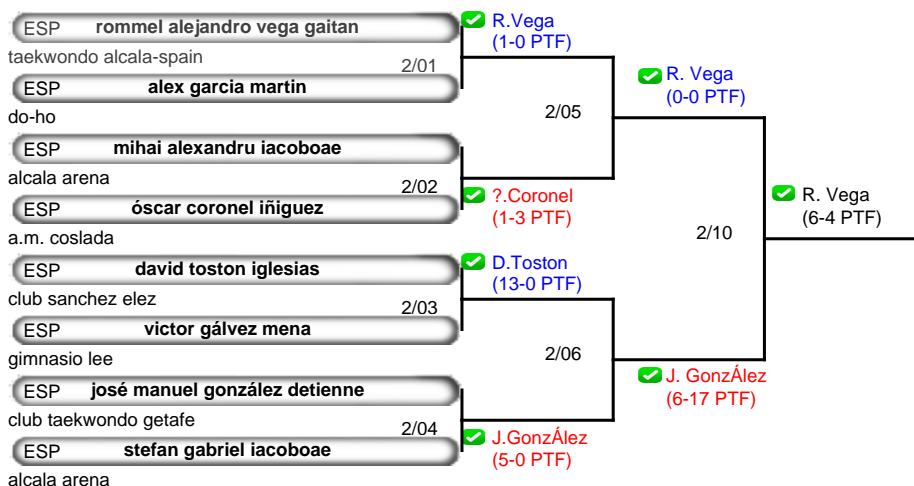 ESP rommel alejandro vega gaitan
taekwondo alcala-spain
2/01
ESP alex garcia martin
do-ho
ESP mihai alexandru iacoboae
alcala arena
2/02
ESP óscar coronel iñiguez
a.m. coslada
ESP david toston iglesias
club sanchez elez
2/03
ESP victor gálvez mena
gimnasio lee
ESP josé manuel gonzález detienne
club taekwondo getafe
2/04
ESP stefan gabriel iacoboae
alcala arena
R.Vega
(1-0 PTF)
2/05
?.Coronel
(1-3 PTF)
D.Toston
(13-0 PTF)
2/06
J.GonzÁlez
(5-0 PTF)
R. Vega
(0-0 PTF)
2/10
J. GonzÁlez
(6-17 PTF)
R. Vega
(6-4 PTF)